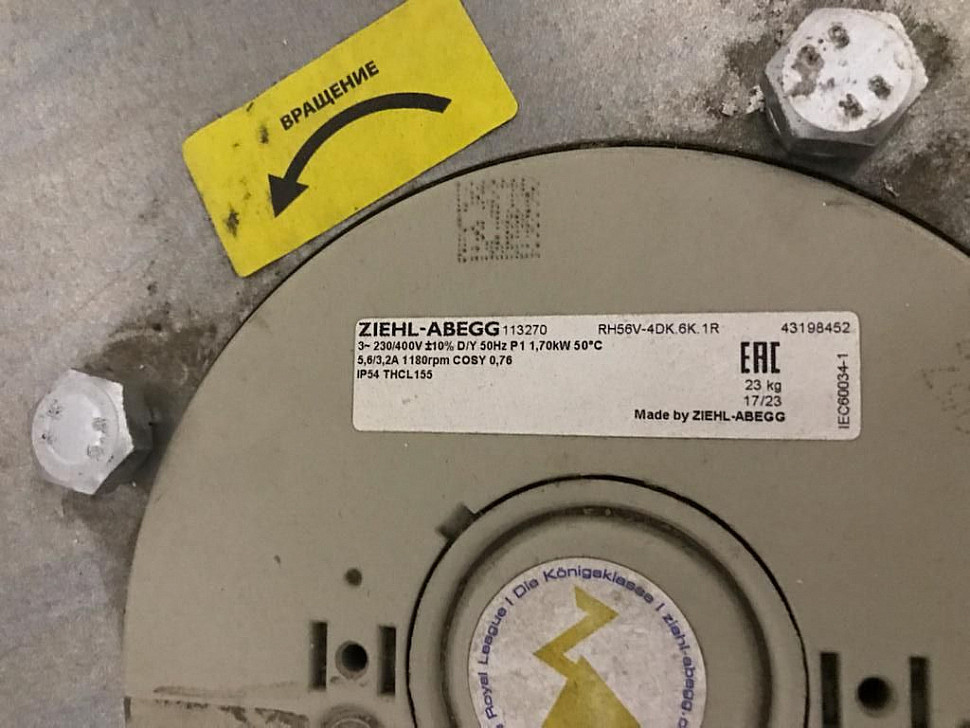 ВРАЩЕНИЕ
ZIEHL-ABEGG 113270 RH56V-4DK.6K.1R 43198452
3~ 230/400V ±10% D/Y 50Hz P1 1,70kW 50°C
5,6/3,2A 1180rpm COSY 0,76
IP54 THCL155
EAC
23 kg
17/23
Made by ZIEHL-ABEGG
IEC60034-1
Royal League I Die Königsklasse I ziehl-abegg.c